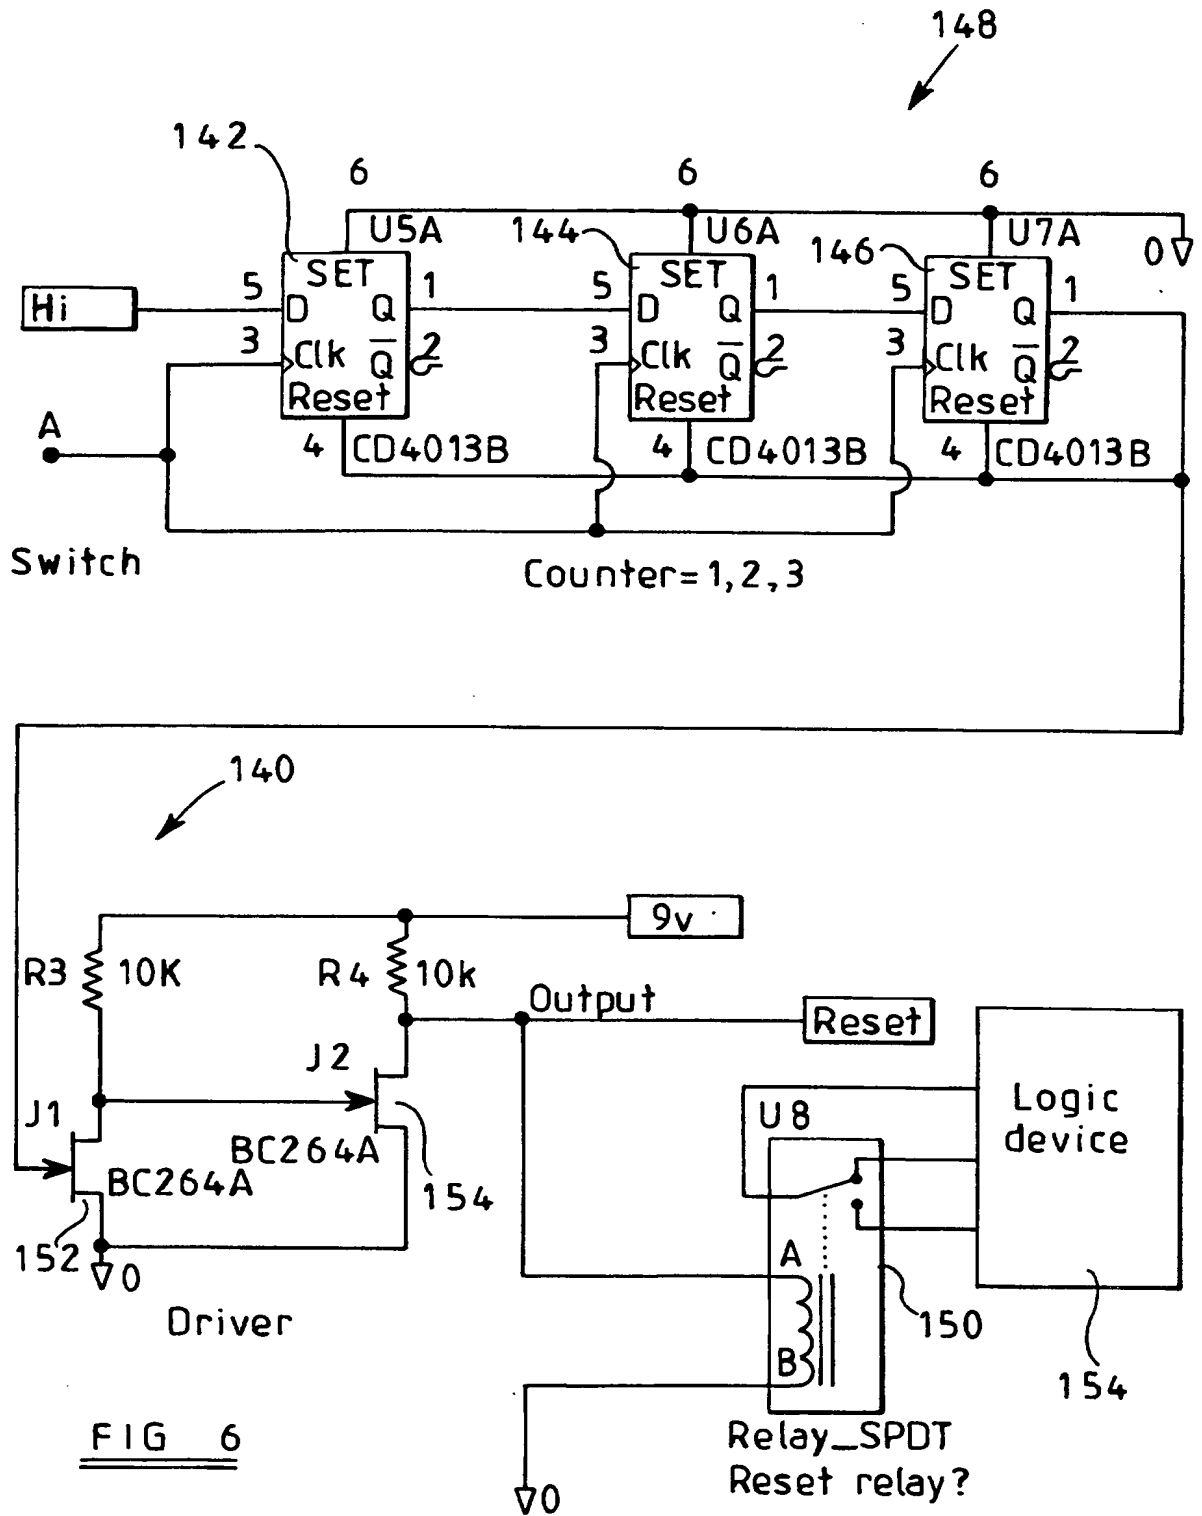 148
142
6
6
6
U5A
144
U6A
146
U7A
0
SET
SET
SET
Hi
5
D
Q
1
5
D
Q
1
5
D
Q
1
3
Clk
Q̅
2
3
Clk
Q̅
2
3
Clk
Q̅
2
Reset
Reset
Reset
A
4
CD4013B
4
CD4013B
4
CD4013B
Switch
Counter=1,2,3
140
9v
R3
10K
R4
10k
Output
Reset
J2
Logic
device
J1
U8
BC264A
BC264A
154
152
0
A
150
Driver
B
154
FIG 6
Relay_SPDT
Reset relay?
0